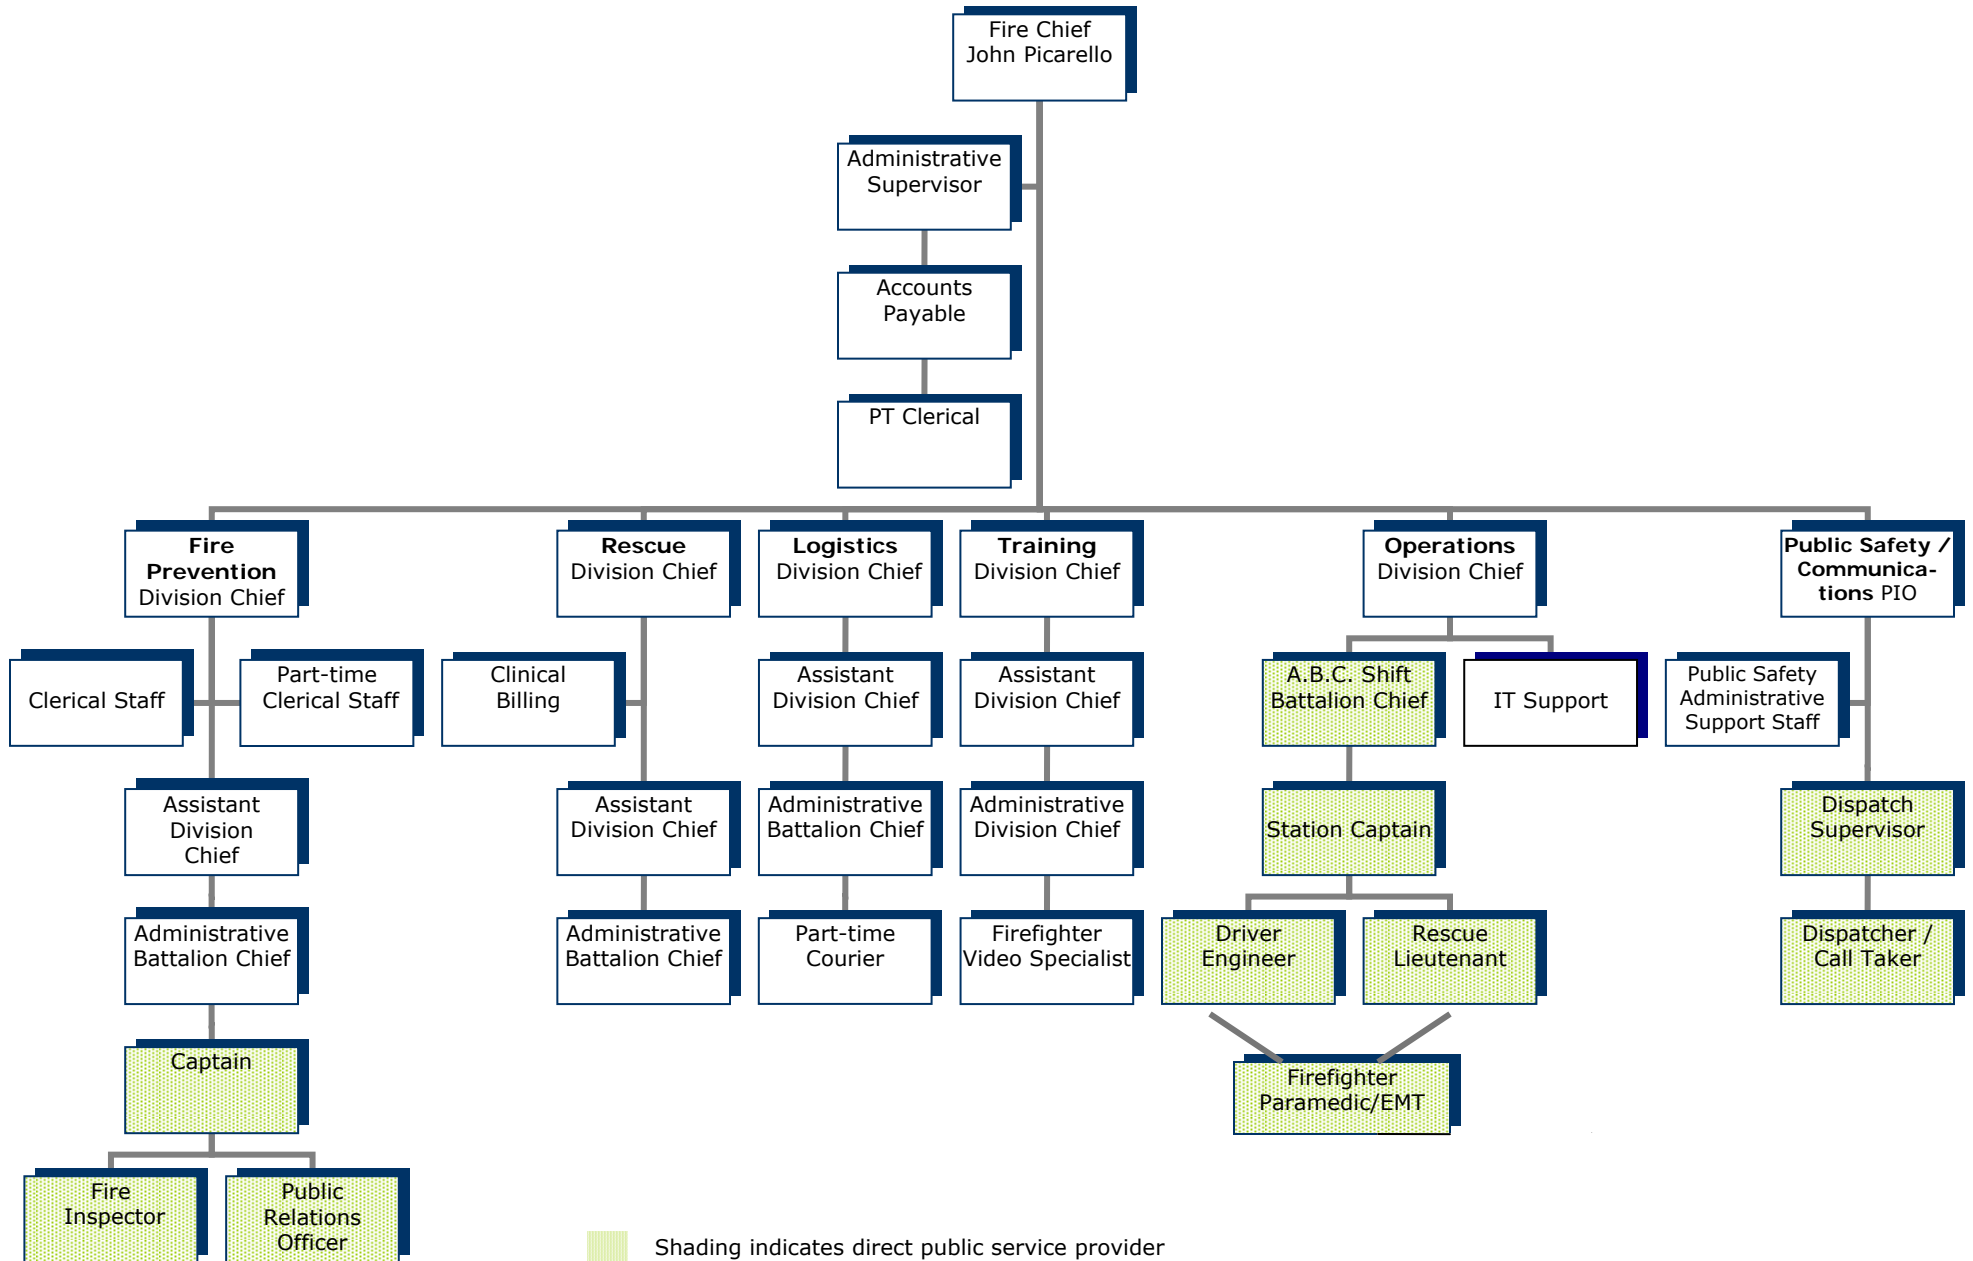 Fire Chief
John Picarello
Administrative
Supervisor
Accounts
Payable
PT Clerical
Fire
Prevention
Division Chief
Rescue
Division Chief
Logistics
Division Chief
Training
Division Chief
Operations
Division Chief
Public Safety /
Communica-
tions PIO
Clerical Staff
Part-time
Clerical Staff
Clinical
Billing
Assistant
Division Chief
Assistant
Division Chief
A.B.C. Shift
Battalion Chief
IT Support
Public Safety
Administrative
Support Staff
Assistant
Division
Chief
Assistant
Division Chief
Administrative
Battalion Chief
Administrative
Division Chief
Station Captain
Dispatch
Supervisor
Administrative
Battalion Chief
Administrative
Battalion Chief
Part-time
Courier
Firefighter
Video Specialist
Driver
Engineer
Rescue
Lieutenant
Dispatcher /
Call Taker
Captain
Firefighter
Paramedic/EMT
Fire
Inspector
Public
Relations
Officer
Shading indicates direct public service provider